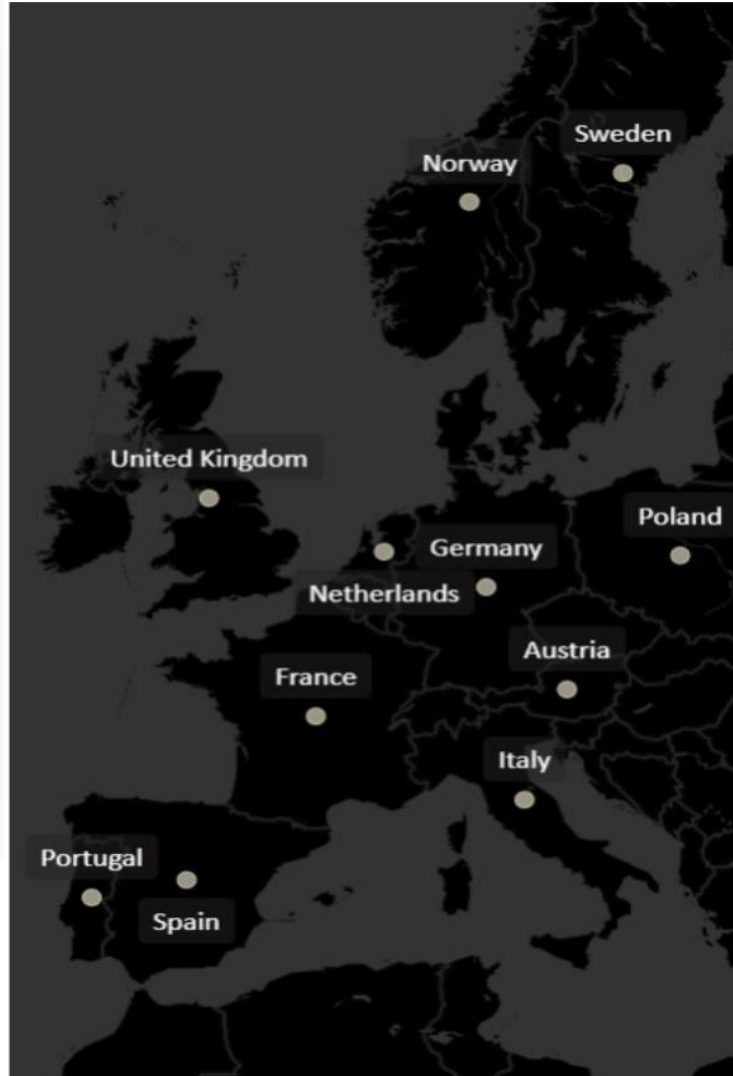 Sweden
Norway
United Kingdom
Poland
Germany
Netherlands
Austria
France
Italy
Portugal
Spain